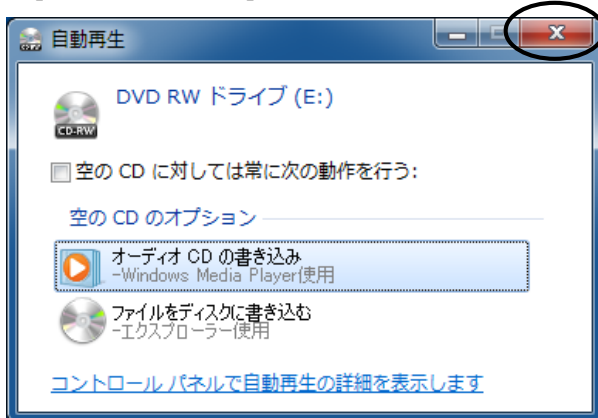 自動再生
DVD RW ドライブ (E:)
CD-RW
空の CD に対しては常に次の動作を行う:
空の CD のオプション
オーディオ CD の書き込み
-Windows Media Player使用
ファイルをディスクに書き込む
-エクスプローラー使用
コントロール パネルで自動再生の詳細を表示します